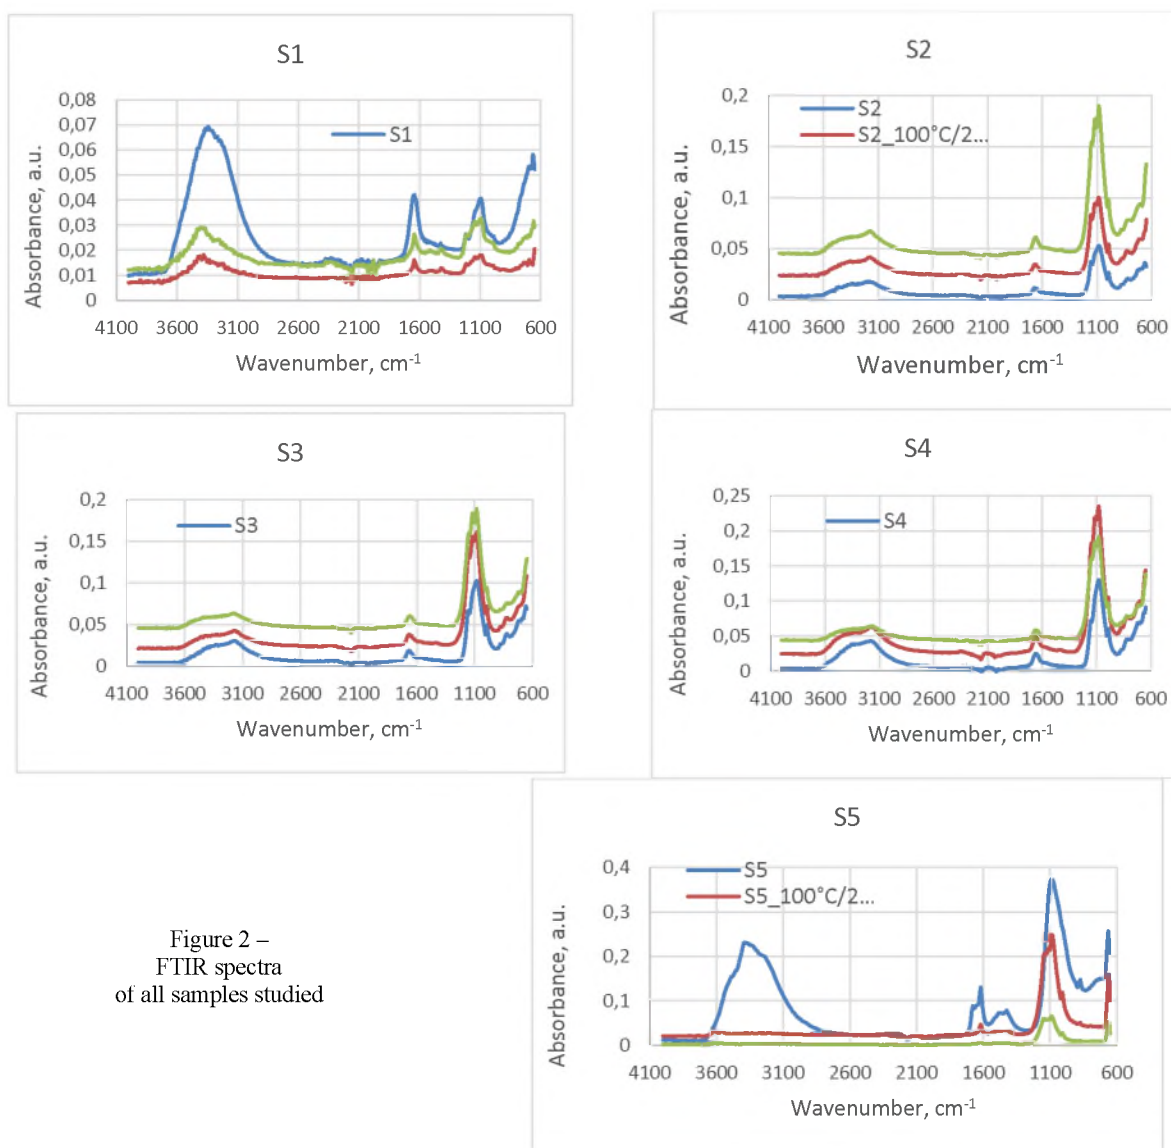 S1
0,08
0,07
0,06
0,05
0,04
0,03
0,02
0,01
0
S1
4100 3600 3100 2600 2100 1600 1100 600
Absorbance, a.u.
Wavenumber, cm-1
S2
0,2
0,15
0,1
0,05
0
S2
S2_100°C/2...
4100 3600 3100 2600 2100 1600 1100 600
Absorbance, a.u.
Wavenumber, cm-1
S3
0,2
0,15
0,1
0,05
0
S3
4100 3600 3100 2600 2100 1600 1100 600
Absorbance, a.u.
Wavenumber, cm-1
S4
0,25
0,2
0,15
0,1
0,05
0
S4
4100 3600 3100 2600 2100 1600 1100 600
Absorbance, a.u.
Wavenumber, cm-1
Figure 2 –
FTIR spectra
of all samples studied
S5
0,4
0,3
0,2
0,1
0
S5
S5_100°C/2...
4100 3600 3100 2600 2100 1600 1100 600
Absorbance, a.u.
Wavenumber, cm-1